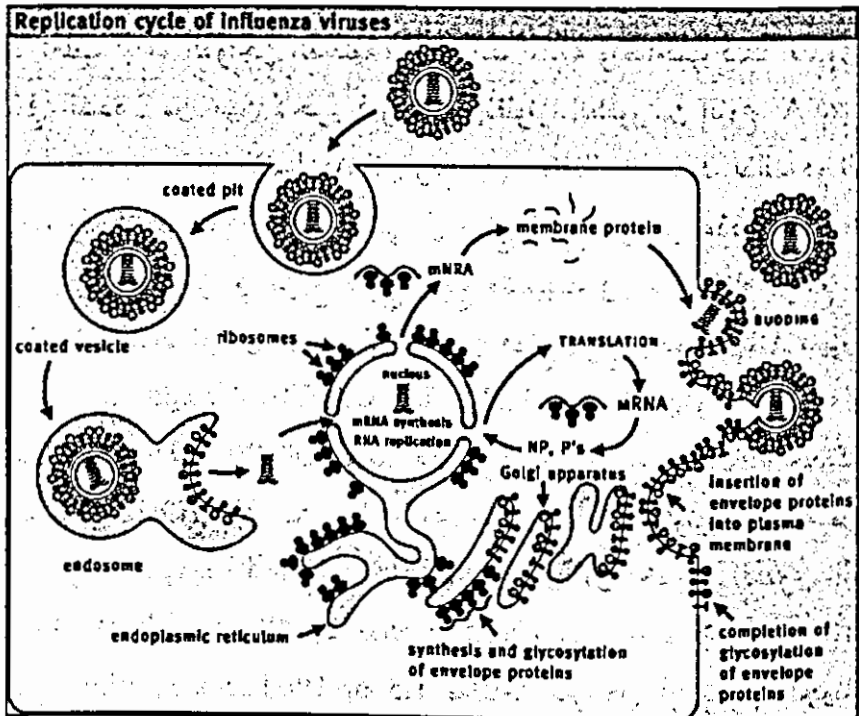 Replication cycle of influenza viruses
coated pit
membrane protein
mNRA
BUDDING
ribosomes
TRANSLATION
coated vesicle
nucleus
mRNA
mRNA synthesis
RNA replication
NP, P's
Golgi apparatus
insertion of
envelope proteins
into plasma
membrane
endosome
endoplasmic reticulum
synthesis and glycosylation
of envelope proteins
completion of
glycosylation
of envelope
proteins